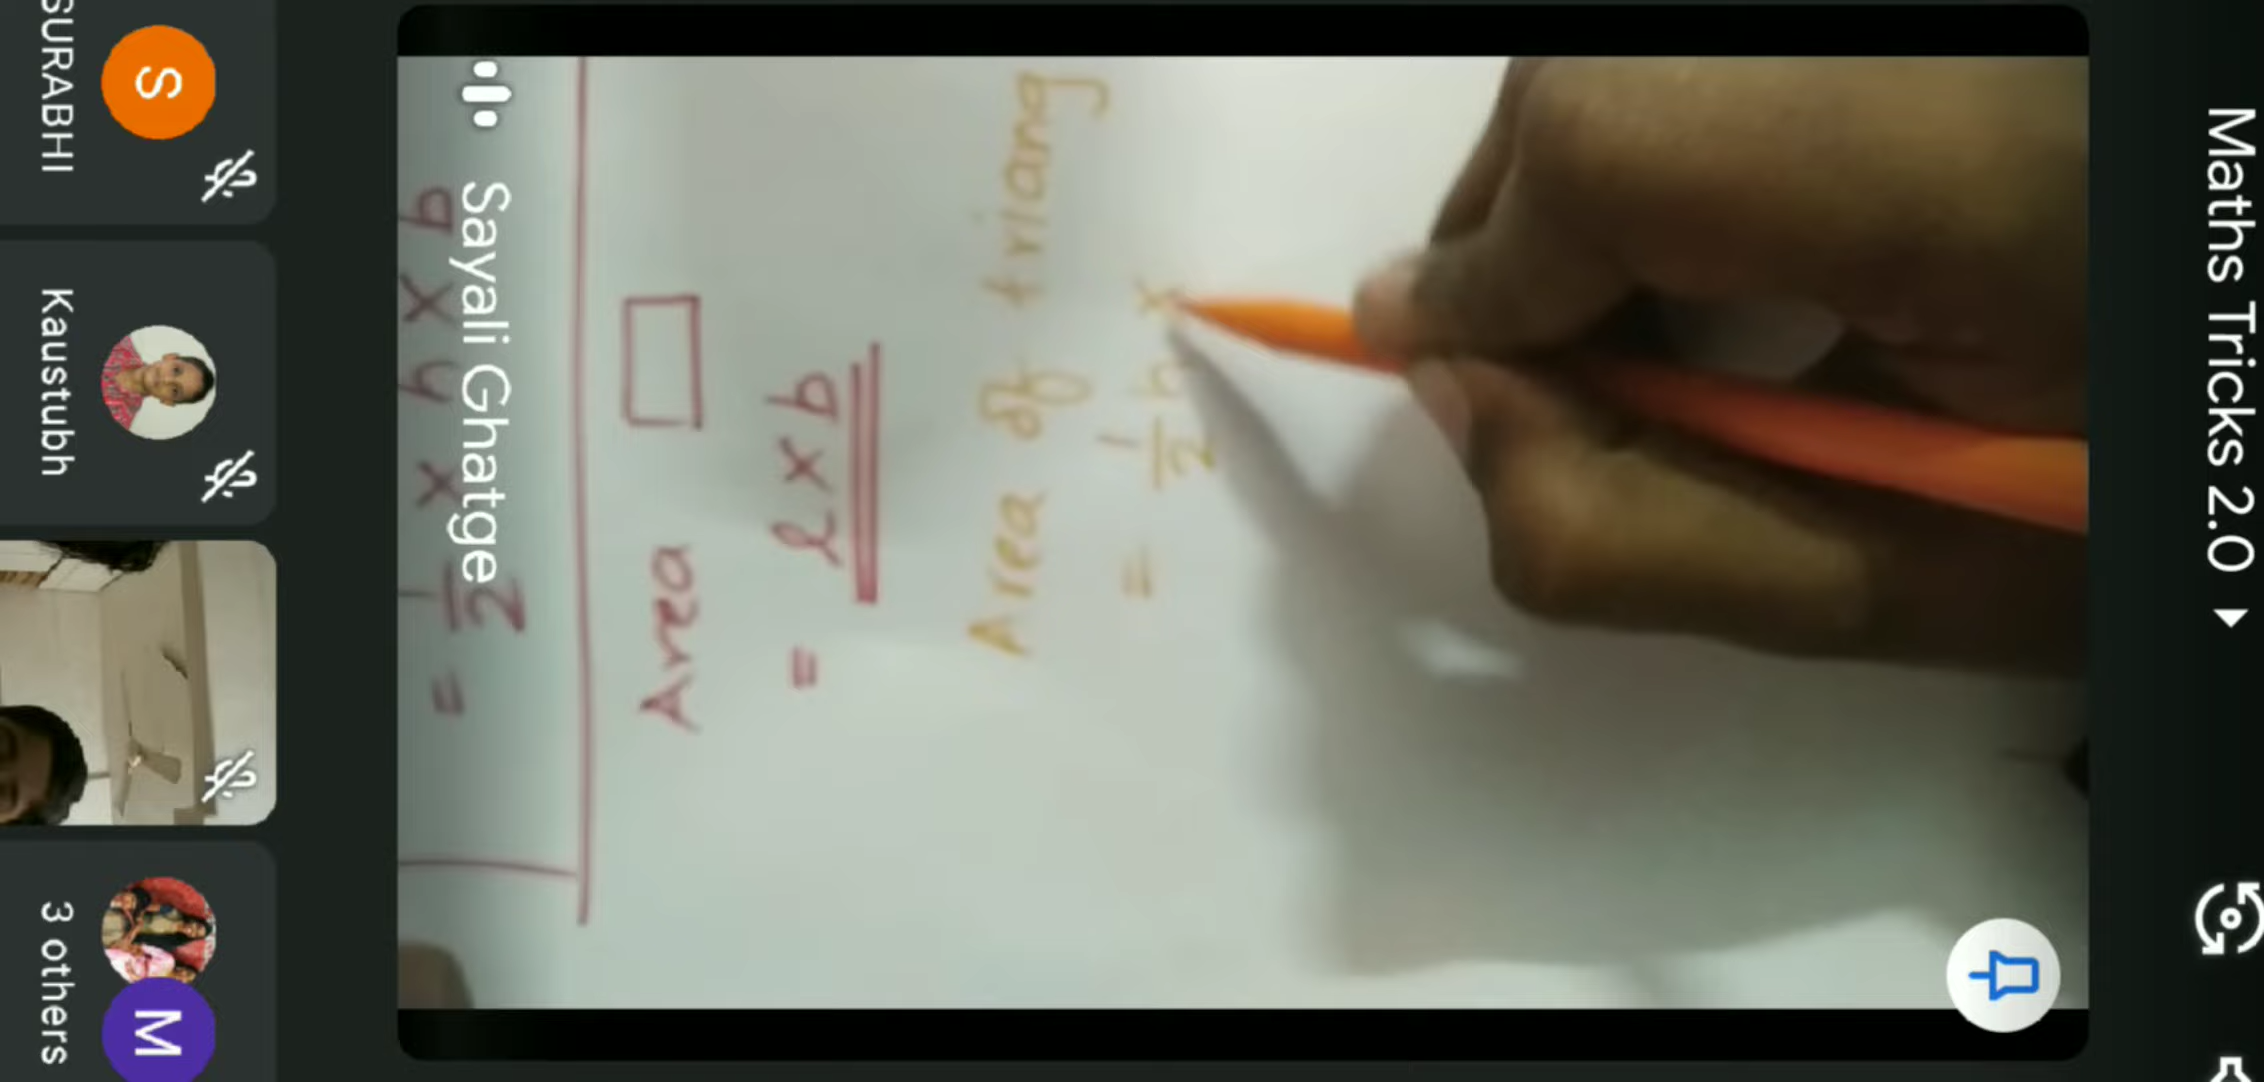 Maths Tricks 2.0
= 1/2 × h × b
Area
= l × b
Area of triang
= 1/2 h ×
Sayali Ghatge
S
M
SURABHI
Kaustubh
3 others